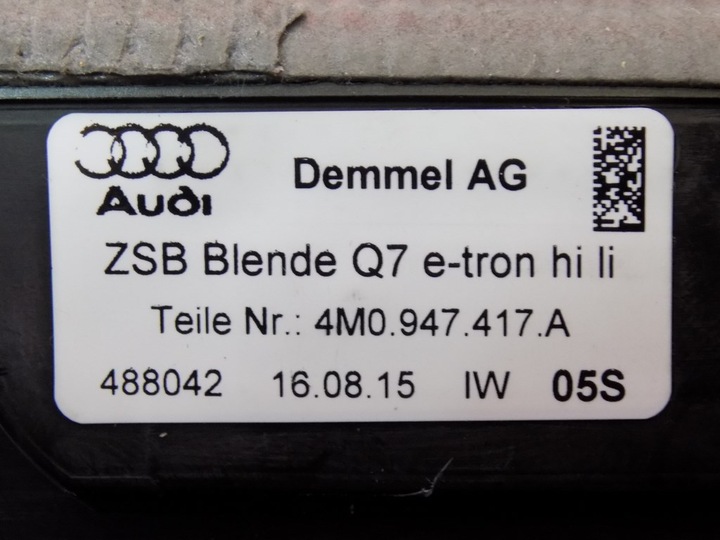 Audi
Demmel AG
ZSB Blende Q7 e-tron hi li
Teile Nr.: 4M0.947.417.A
488042 16.08.15 IW 05S